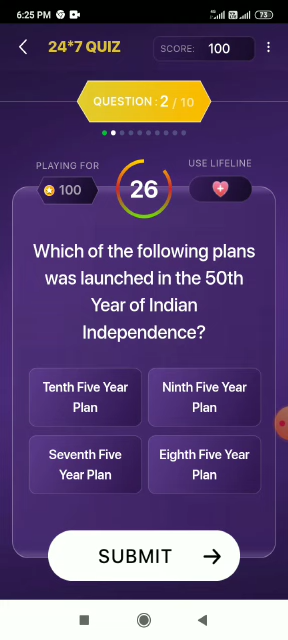 6:25 PM
73
24*7 QUIZ
SCORE: 100
QUESTION : 2 / 10
PLAYING FOR
USE LIFELINE
100
26
Which of the following plans
was launched in the 50th
Year of Indian
Independence?
Tenth Five Year
Plan
Ninth Five Year
Plan
Seventh Five
Year Plan
Eighth Five Year
Plan
SUBMIT